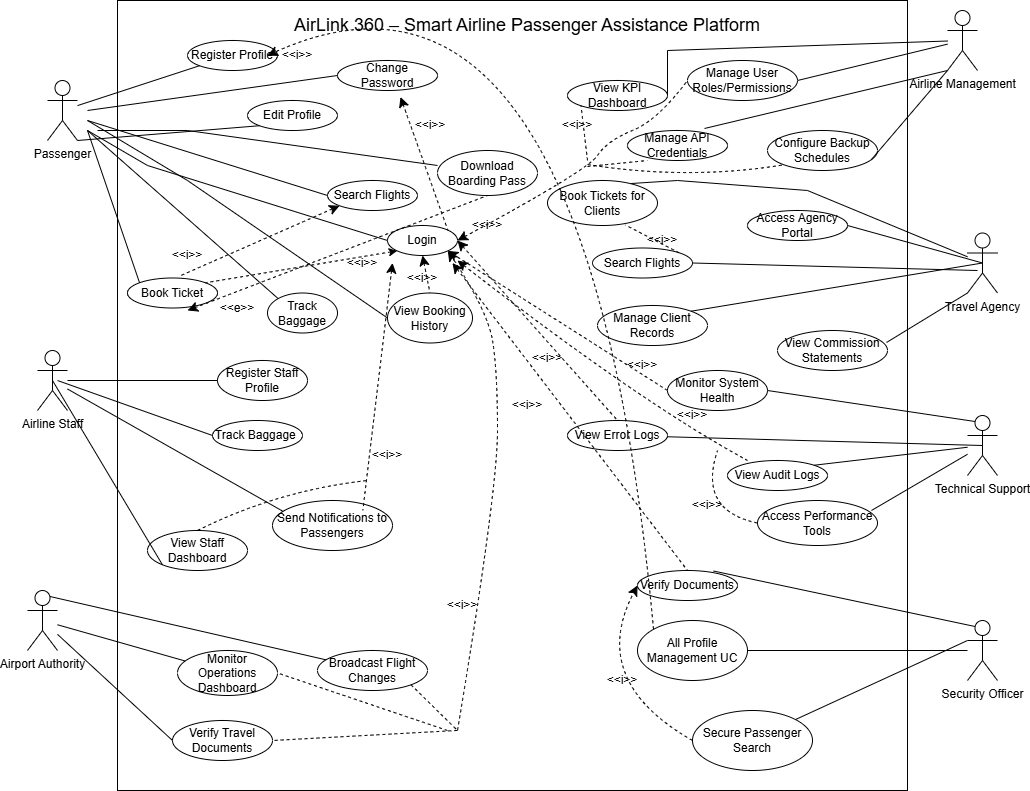 AirLink 360 – Smart Airline Passenger Assistance Platform
Register Profile
<<i>>
Change
Password
View KPI
Dashboard
Manage User
Roles/Permissions
Airline Management
Passenger
Edit Profile
<<i>>
<<i>>
Manage API
Credentials
Configure Backup
Schedules
Download
Boarding Pass
Search Flights
Book Tickets for
Clients
Access Agency
Portal
<<i>>
Login
<<i>>
<<i>>
<<i>>
Search Flights
<<i>>
Book Ticket
<<e>>
Track
Baggage
View Booking
History
Manage Client
Records
Travel Agency
View Commission
Statements
<<i>>
<<i>>
Register Staff
Profile
Monitor System
Health
Airline Staff
<<i>>
<<i>>
Track Baggage
View Error Logs
<<i>>
View Audit Logs
Technical Support
<<i>>
Send Notifications to
Passengers
Access Performance
Tools
View Staff
Dashboard
Verify Documents
<<i>>
Airport Authority
Monitor
Operations
Dashboard
Broadcast Flight
Changes
All Profile
Management UC
<<i>>
Security Officer
Verify Travel
Documents
Secure Passenger
Search